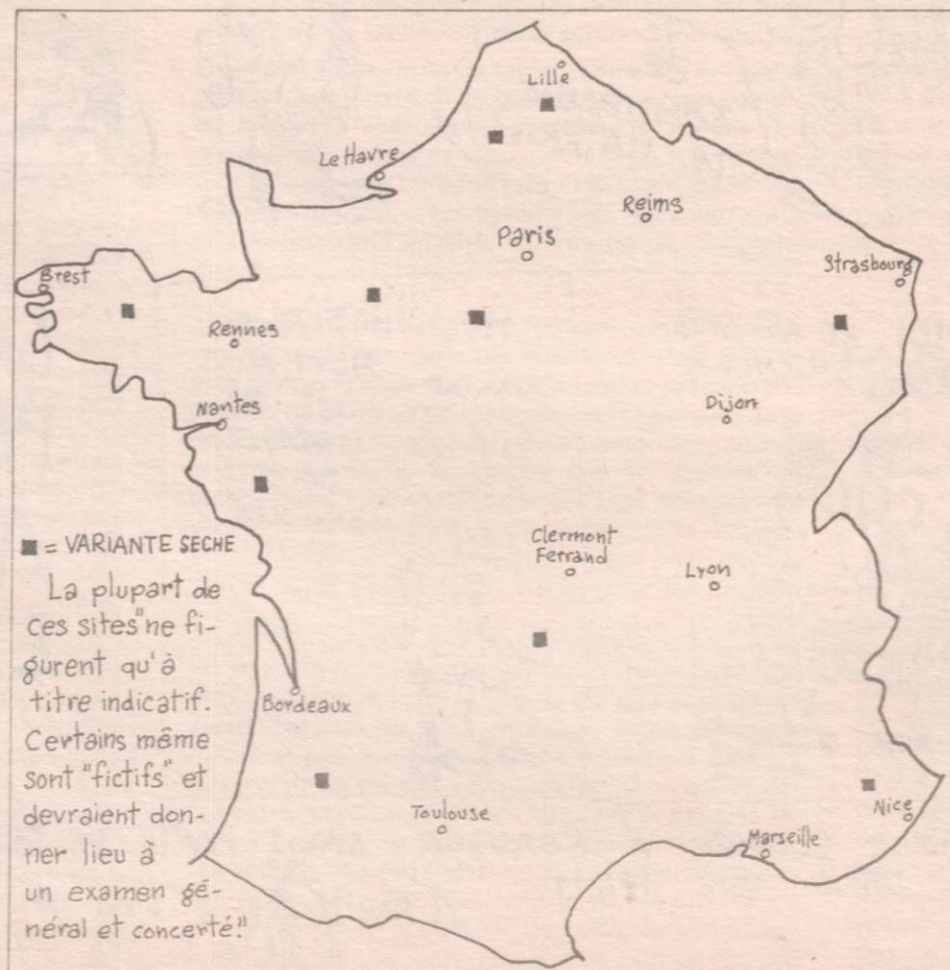 Lille
Le Havre
Reims
Paris
Strasbourg
Brest
Rennes
Nantes
Dijon
Clermont
Ferrand
Lyon
Bordeaux
Toulouse
Nice
Marseille
■ = VARIANTE SECHE
La plupart de
ces sites "ne fi-
gurent qu'à
titre indicatif.
Certains même
sont "fictifs" et
devraient don-
ner lieu à
un examen gé-
néral et concerté!"